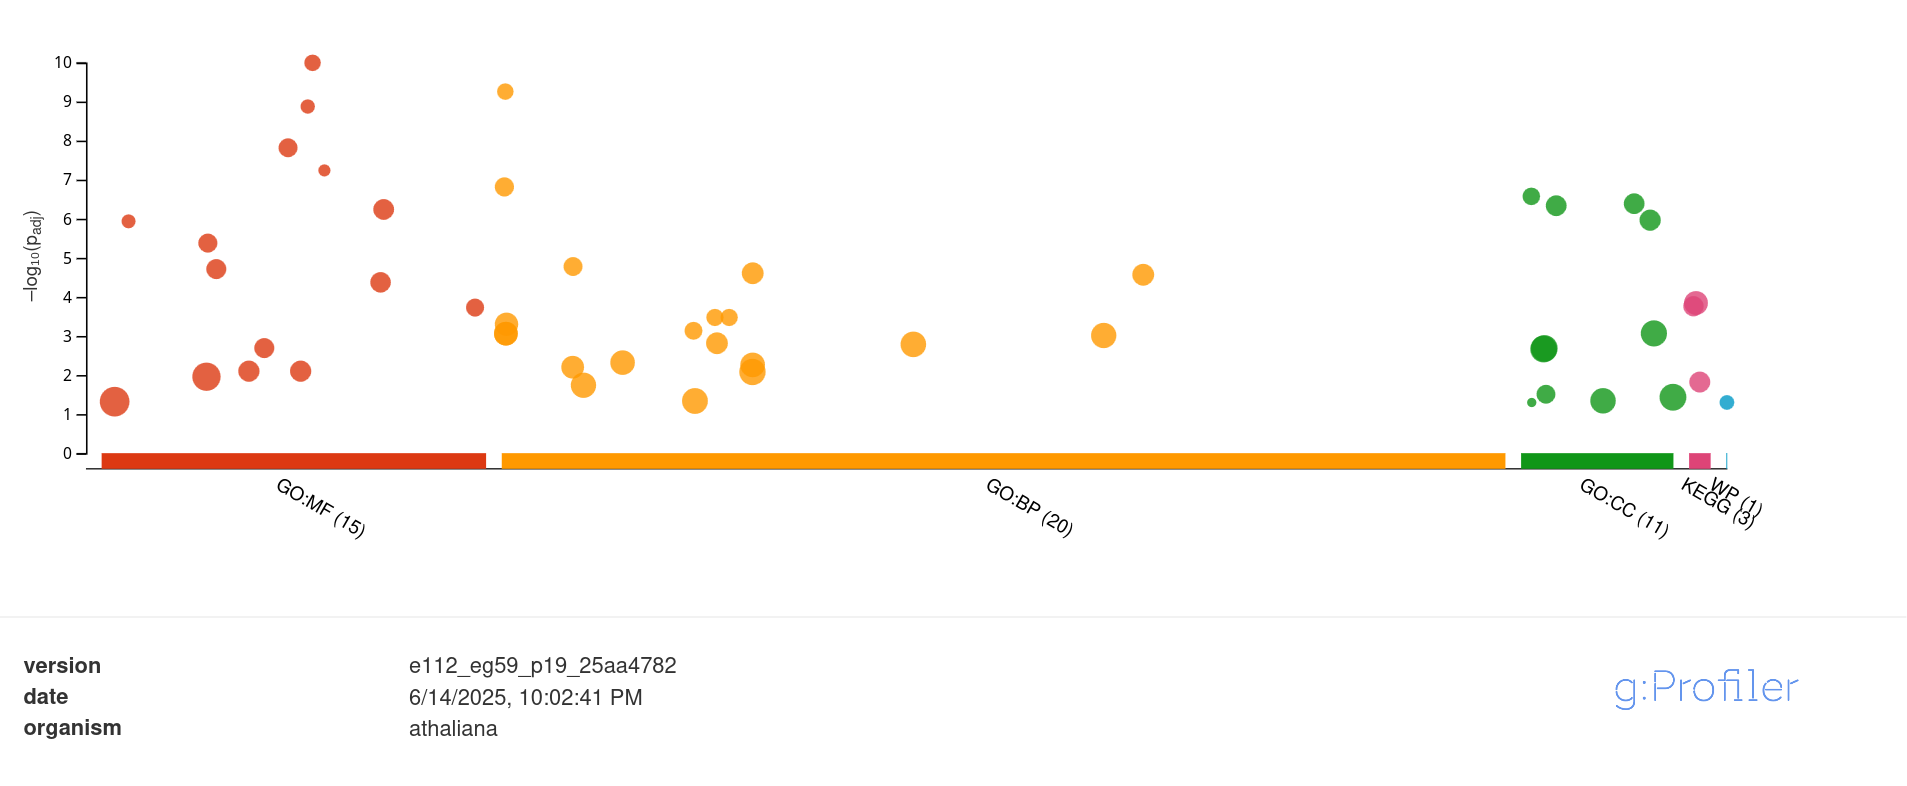 10
9
8
7
6
5
4
3
2
1
0
−log10(padj)
GO:MF (15)
GO:BP (20)
GO:CC (11)
KEGG (3)
WP (1)
version e112_eg59_p19_25aa4782
date 6/14/2025, 10:02:41 PM
organism athaliana
g:Profiler